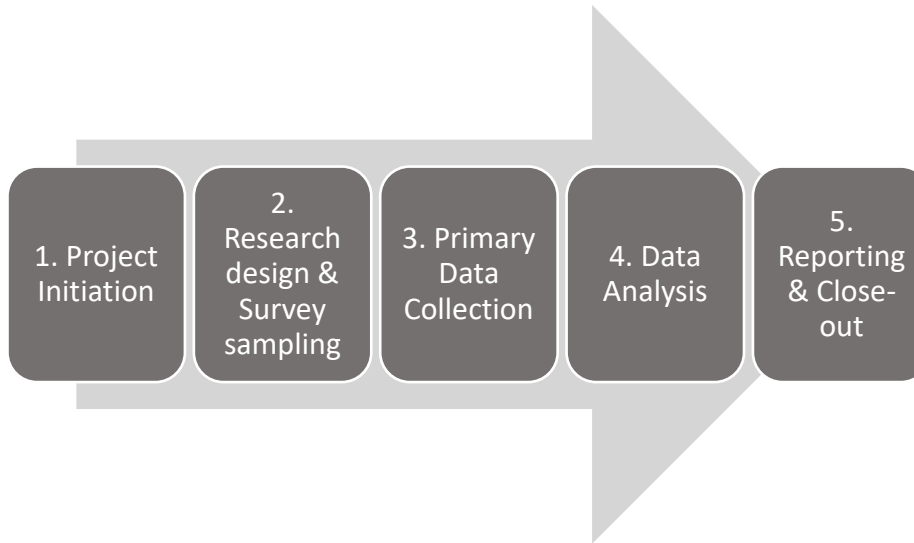 1. Project
Initiation
2.
Research
design &
Survey
sampling
3. Primary
Data
Collection
4. Data
Analysis
5.
Reporting
& Close-
out